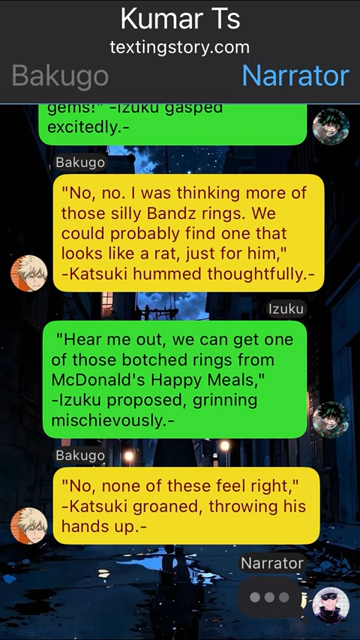 Kumar Ts
textingstory.com
Bakugo
Narrator
gems!" -Izuku gasped
excitedly.-
Bakugo
"No, no. I was thinking more of
those silly Bandz rings. We
could probably find one that
looks like a rat, just for him,"
-Katsuki hummed thoughtfully.-
Izuku
"Hear me out, we can get one
of those botched rings from
McDonald's Happy Meals,"
-Izuku proposed, grinning
mischievously.-
Bakugo
"No, none of these feel right,"
-Katsuki groaned, throwing his
hands up.-
Narrator